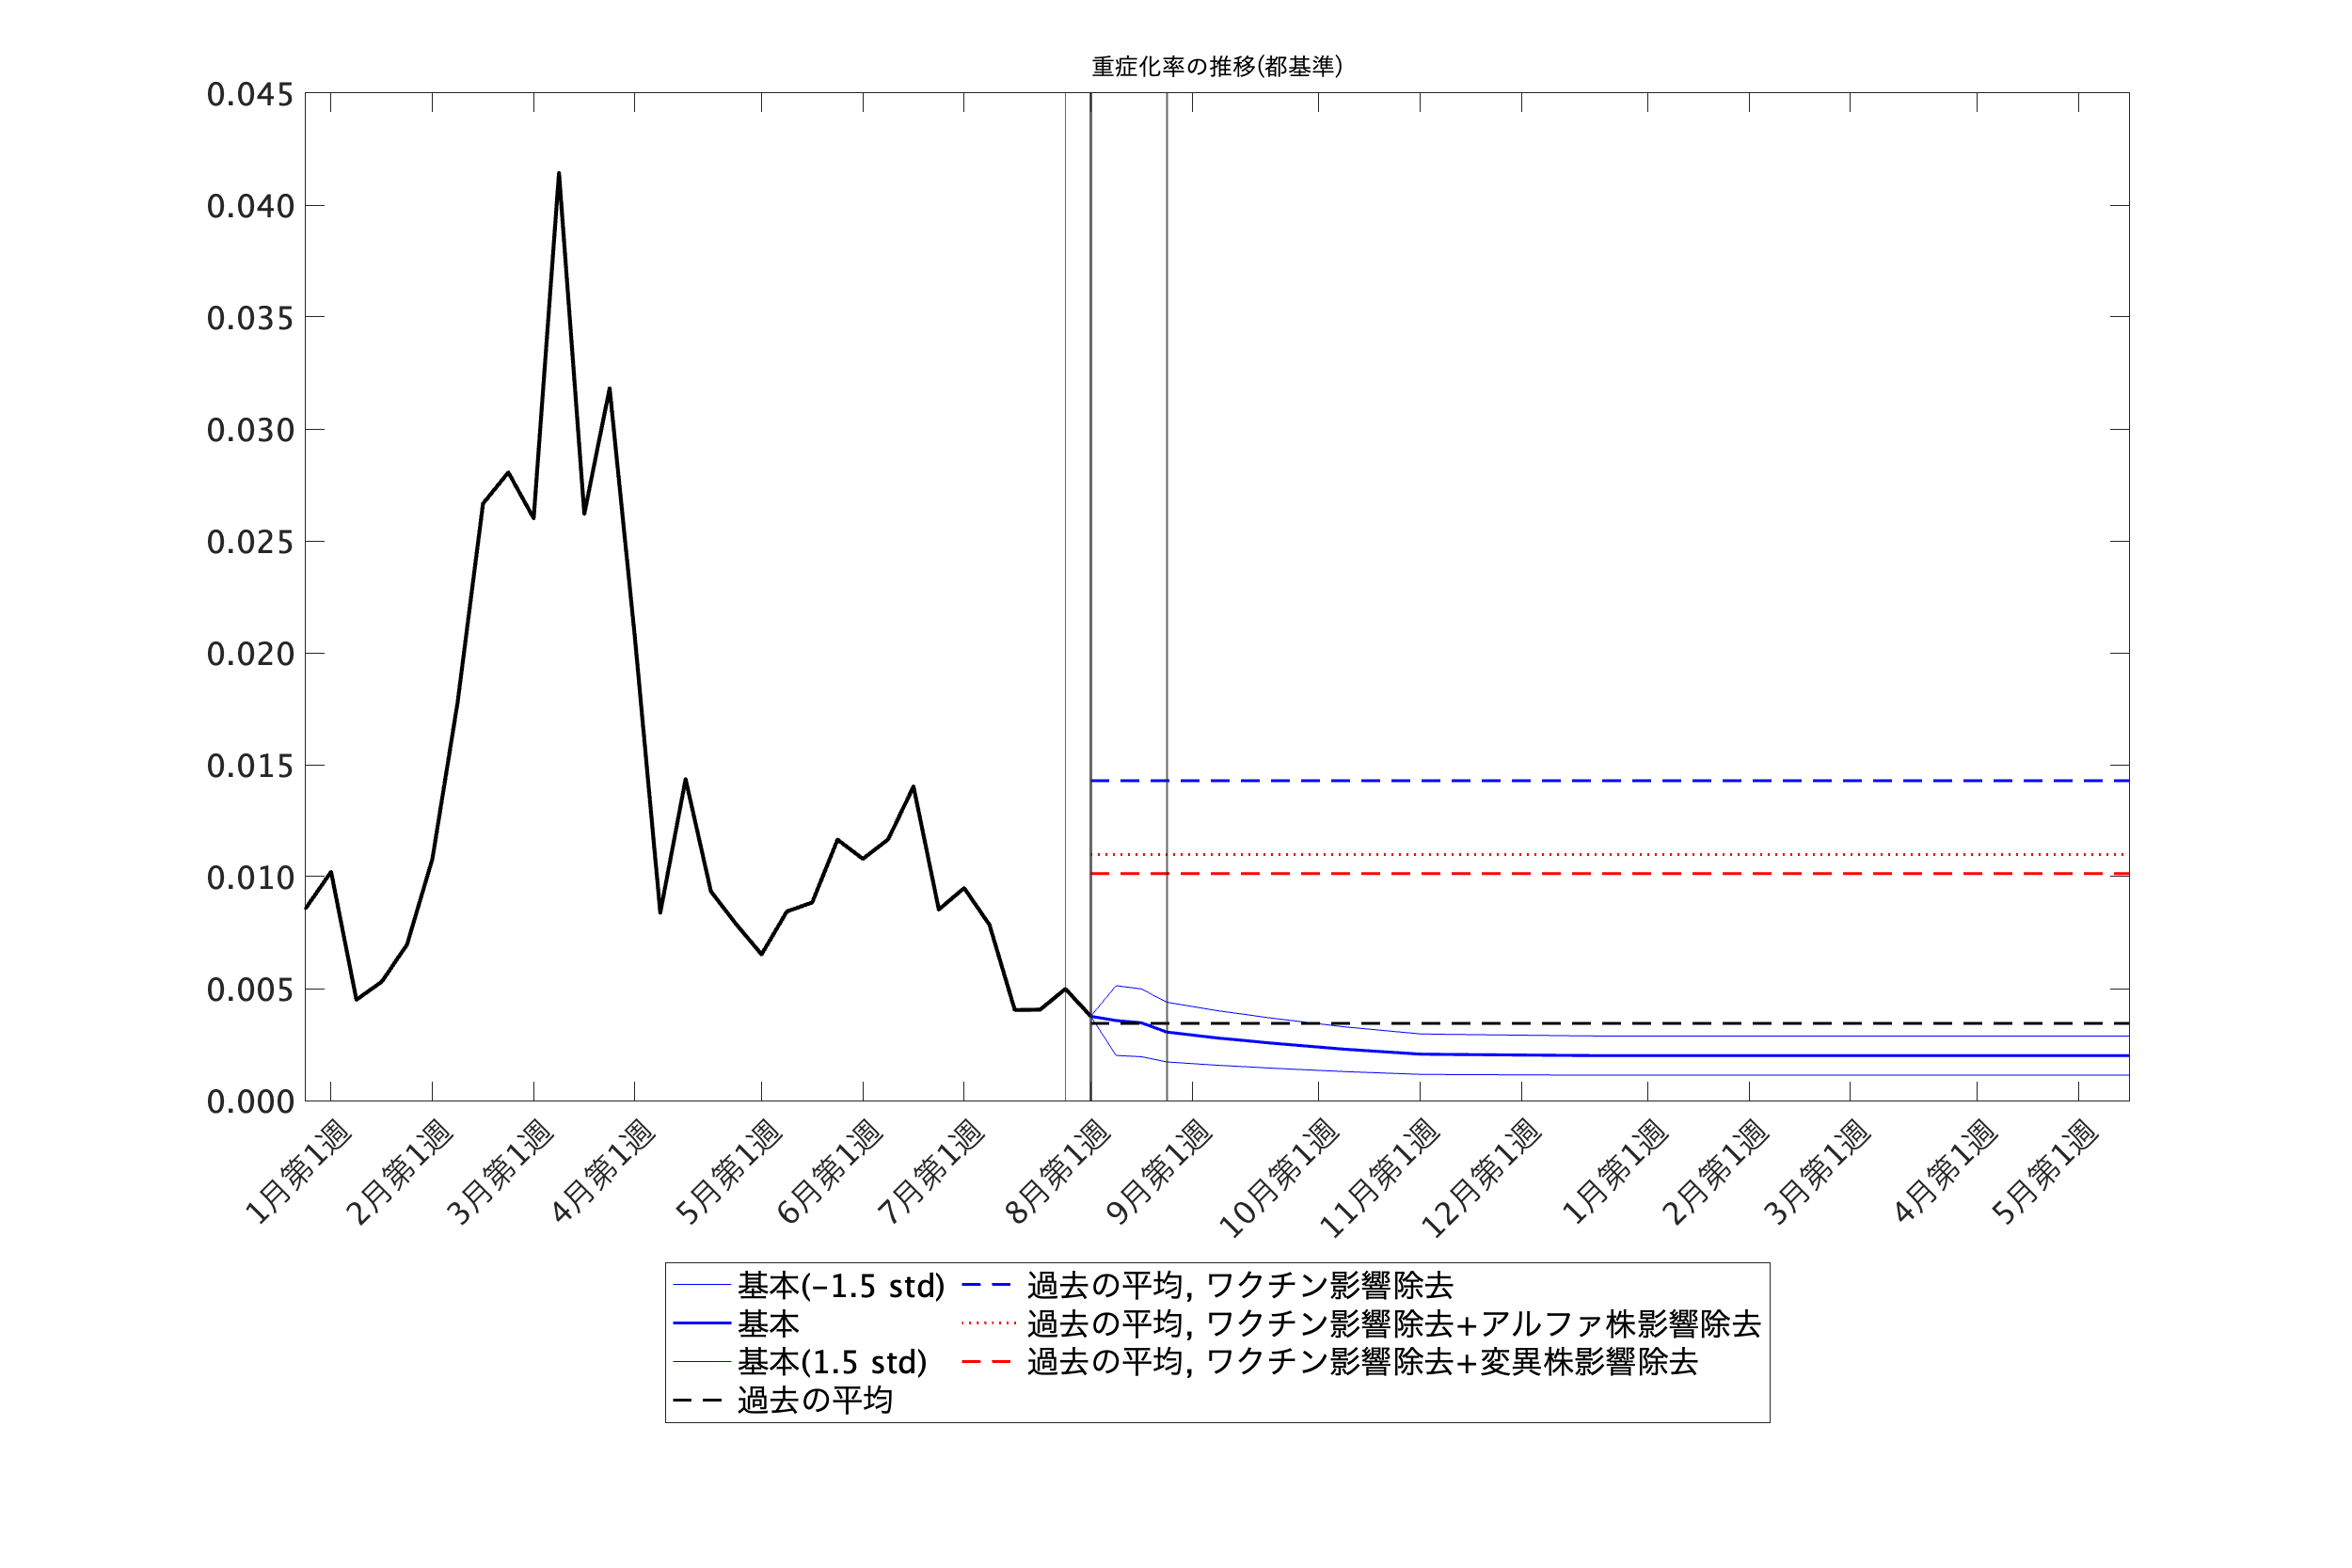 重症化率の推移(都基準)
0.045
0.040
0.035
0.030
0.025
0.020
0.015
0.010
0.005
0.000
1月第1週
2月第1週
3月第1週
4月第1週
5月第1週
6月第1週
7月第1週
8月第1週
9月第1週
10月第1週
11月第1週
12月第1週
1月第1週
2月第1週
3月第1週
4月第1週
5月第1週
基本(-1.5 std)
基本
基本(1.5 std)
過去の平均
過去の平均, ワクチン影響除去
過去の平均, ワクチン影響除去+アルファ株影響除去
過去の平均, ワクチン影響除去+変異株影響除去